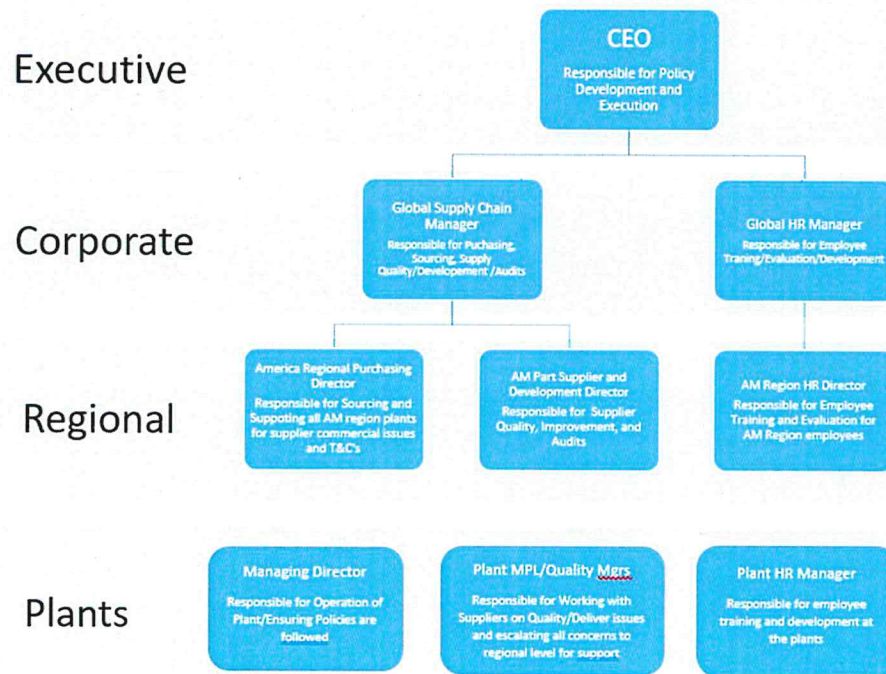 Executive
CEO
Responsible for Policy
Development and
Execution
Corporate
Global Supply Chain
Manager
Responsible for Puchasing,
Sourcing, Supply
Quality/Developement /Audits
Global HR Manager
Responsible for Employee
Traning/Evaluation/Development
Regional
America Regional Purchasing
Director
Responsible for Sourcing and
Suppoting all AM region plants
for supplier commercial issues
and T&C's
AM Part Supplier and
Development Director
Responsible for Supplier
Quality, Improvement, and
Audits
AM Region HR Director
Responsible for Employee
Training and Evaluation for
AM Region employees
Plants
Managing Director
Responsible for Operation of
Plant/Ensuring Policies are
followed
Plant MPL/Quality Mgrs
Responsible for Working with
Suppliers on Quality/Deliver issues
and escalating all concerns to
regional level for support
Plant HR Manager
Responsible for employee
training and development at
the plants